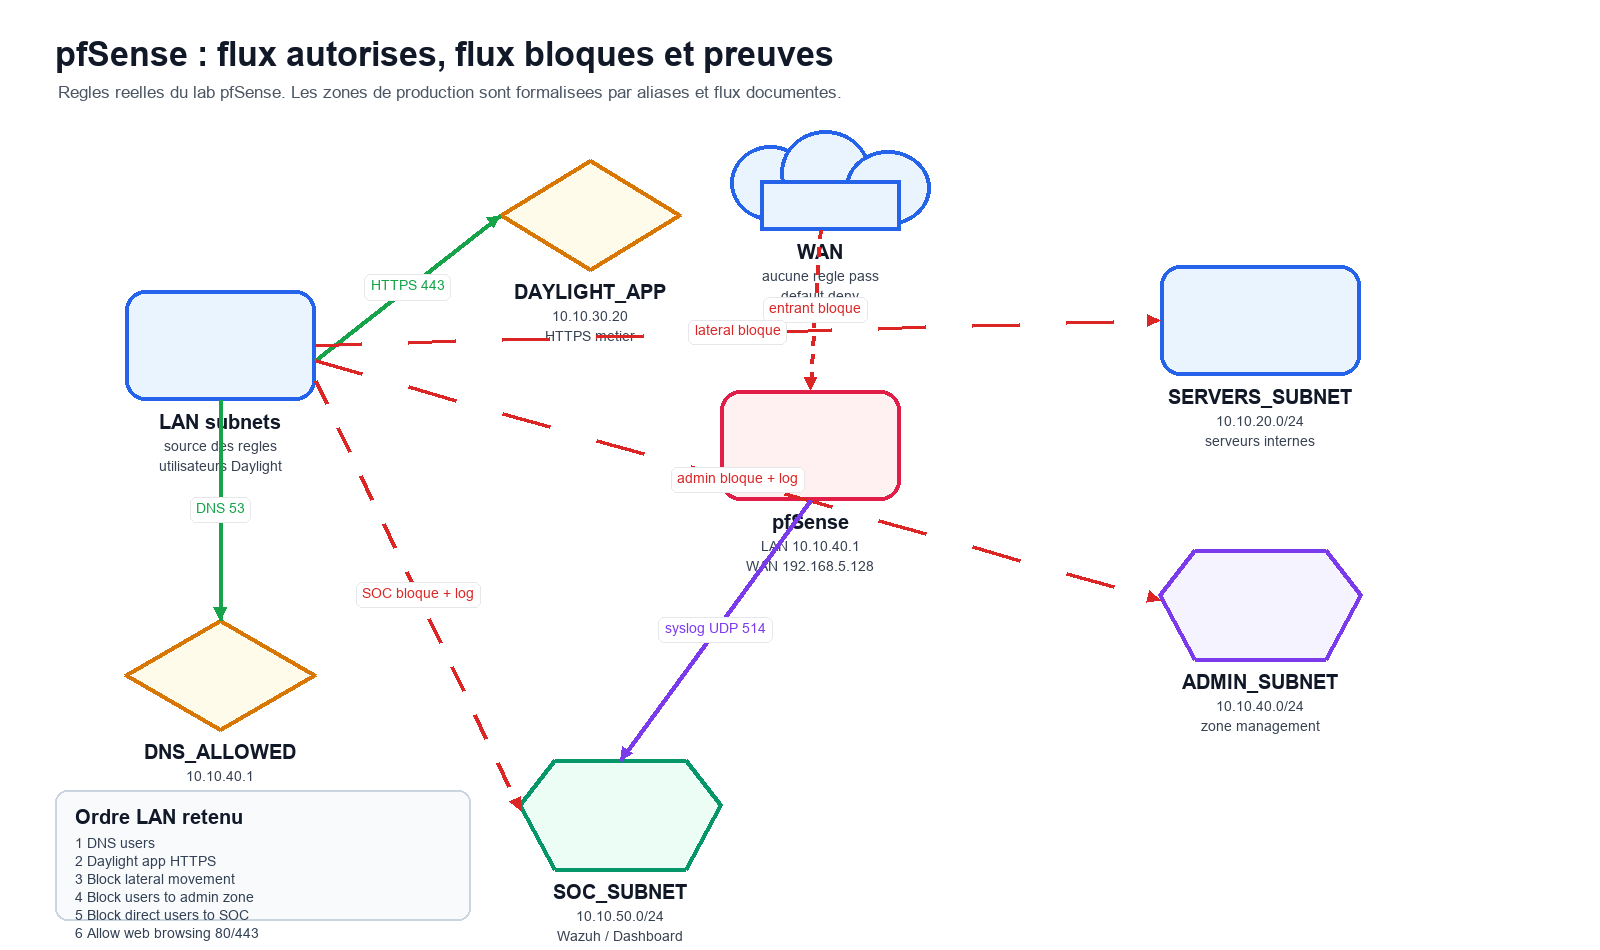 pfSense : flux autorises, flux bloques et preuves
Regles reelles du lab pfSense. Les zones de production sont formalisees par aliases et flux documentes.
HTTPS 443
DAYLIGHT_APP
10.10.30.20
HTTPS metier
WAN
aucune regle pass
default deny
entrant bloque
lateral bloque
SERVERS_SUBNET
10.10.20.0/24
serveurs internes
LAN subnets
source des regles
utilisateurs Daylight
DNS 53
admin bloque + log
pfSense
LAN 10.10.40.1
WAN 192.168.5.128
SOC bloque + log
syslog UDP 514
ADMIN_SUBNET
10.10.40.0/24
zone management
DNS_ALLOWED
10.10.40.1
Ordre LAN retenu
1 DNS users
2 Daylight app HTTPS
3 Block lateral movement
4 Block users to admin zone
5 Block direct users to SOC
6 Allow web browsing 80/443
SOC_SUBNET
10.10.50.0/24
Wazuh / Dashboard